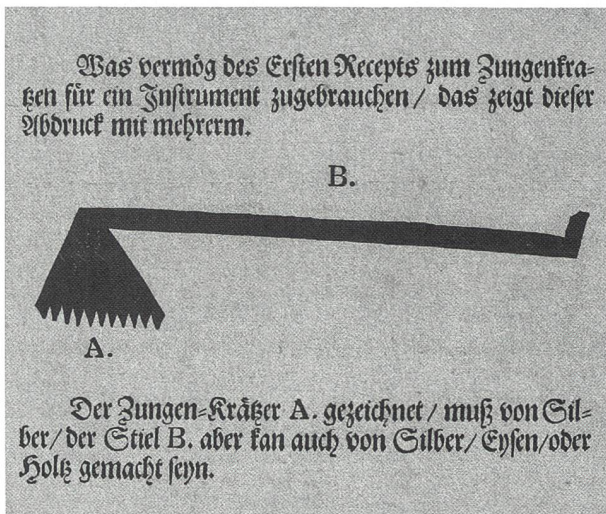 Was vermög des Ersten Recepts zum Zungenkra-
tzen für ein Instrument zugebrauchen / das zeigt dieser
Abdruck mit mehrerm.
B.
A.
Der Zungen-Krätzer A. gezeichnet / muß von Sil-
ber / der Stiel B. aber kan auch von Silber / Eysen / oder
Holtz gemacht seyn.